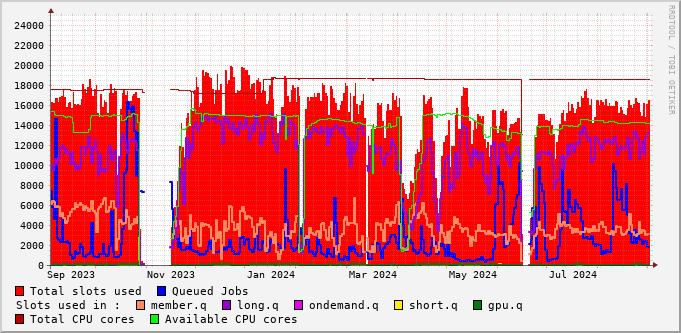 24000
22000
20000
18000
16000
14000
12000
10000
8000
6000
4000
2000
0
Sep 2023 Nov 2023 Jan 2024 Mar 2024 May 2024 Jul 2024
Total slots used Queued Jobs
Slots used in : member.q long.q ondemand.q short.q gpu.q
Total CPU cores Available CPU cores
RRDTOOL / TOBI OETIKER